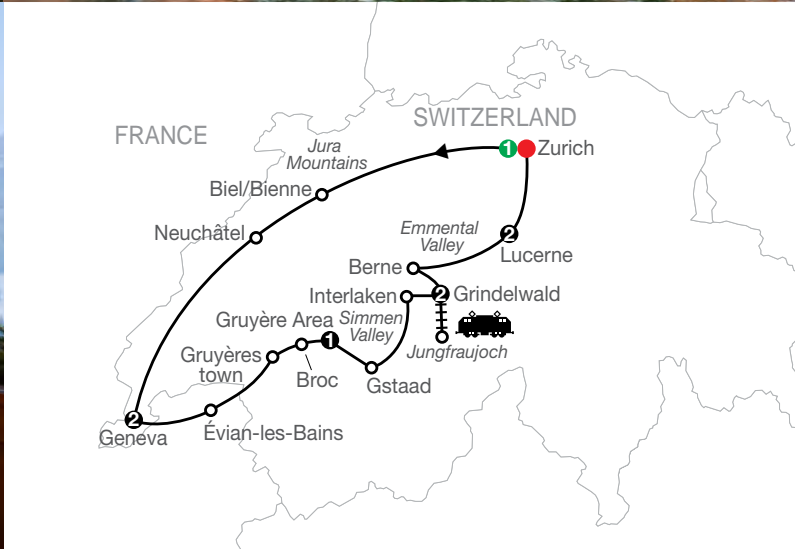 SWITZERLAND
FRANCE
Jura
Mountains
1
Zurich
Biel/Bienne
Neuchâtel
Emmental
Valley
2
Lucerne
Berne
Interlaken
2
Grindelwald
Gruyère Area
1
Simmen
Valley
Jungfraujoch
Gruyères
town
Broc
Gstaad
2
Geneva
Évian-les-Bains